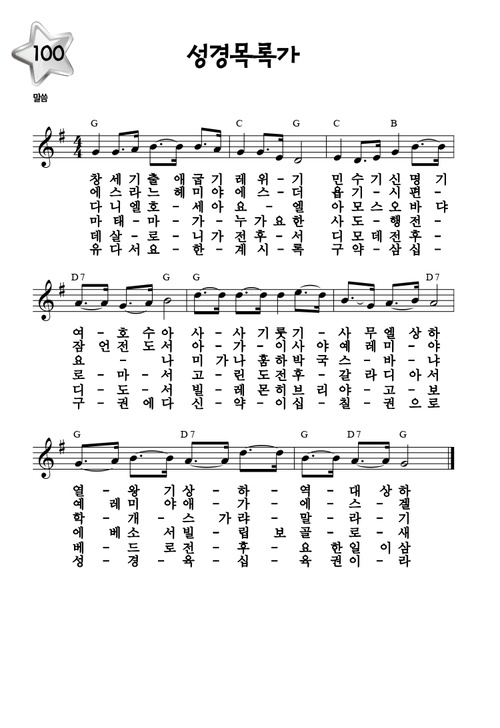 100
성경목록가
말씀
G C G C B
4
4
창 세 기 출 애 굽 기 레 위 - 기 민 수 기 신 명 기
에 스 라 느 헤 미 야 에 스 - 더 욥 기 - 시 편 -
다 니 엘 호 - 세 아 요 - 엘 아 모 스 오 바 댜
마 태 - 마 - 가 - 누 가 요 한 사 도 - 행 전 -
데 살 - 로 - 니 가 전 후 - 서 디 모 데 전 후 -
유 다 서 요 - 한 - 계 시 - 록 구 약 - 삼 십 -
D7 G G D7
여 - 호 수 아 사 - 사 기 룻 기 - 사 무 엘 상 하
잠 언 전 도 서 아 - 가 - 이 사 야 예 레 미 - 야
요 - - 나 미 가 나 훔 하 박 국 스 - 바 - 냐
로 - 마 - 서 고 - 린 도 전 후 - 갈 라 디 아 서
디 - 도 - 서 빌 - 레 몬 히 브 리 야 - 고 - 보
구 - 권 에 다 신 - 약 - 이 십 - 칠 - 권 으 로
G D7 G D7 G
열 - 왕 기 상 - 하 - 역 - 대 상 하
예 레 미 야 애 - 가 - 에 - 스 - 겔
학 - 개 - 스 가 랴 - 말 - 라 - 기
에 베 소 서 빌 - 립 보 골 - 로 - 새
베 - 드 로 전 - 후 - 요 한 일 이 삼
성 - 경 - 육 - 십 - 육 권 이 - 라